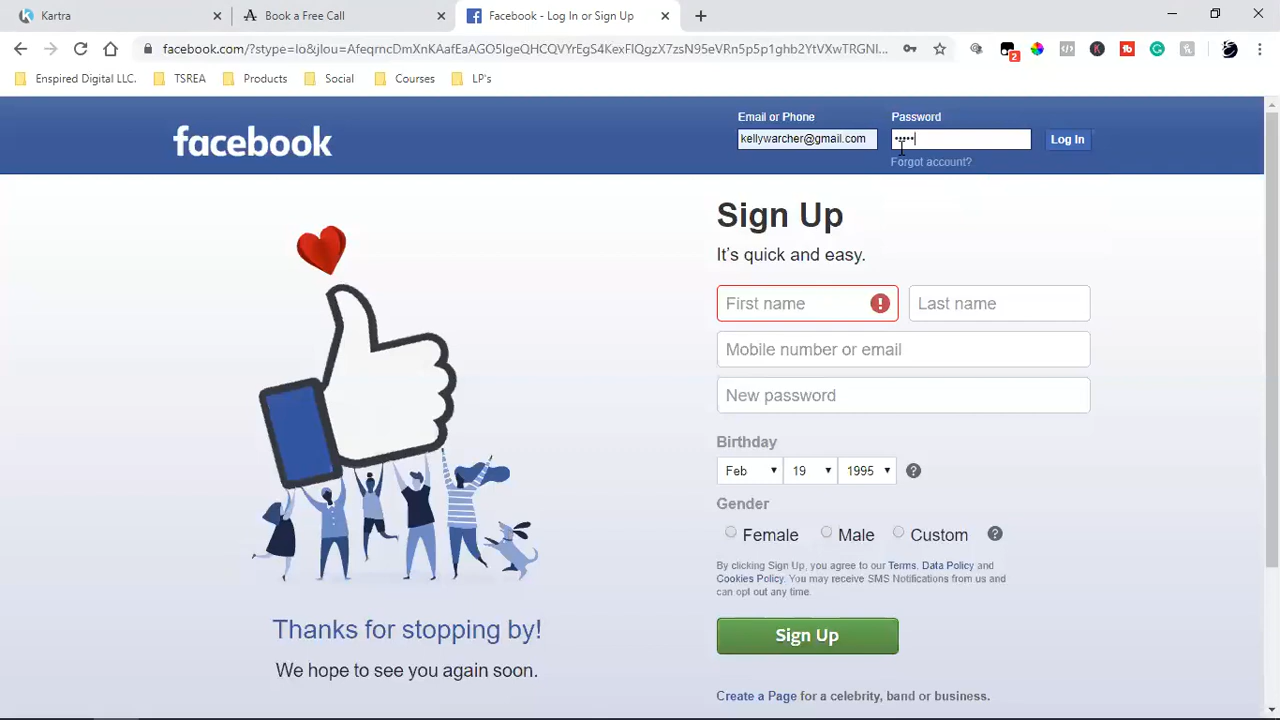 Kartra
Book a Free Call
Facebook - Log In or Sign Up
facebook.com/?stype=lo&jlou=
Enspired Digital LLC.
TSREA
Products
Social
Courses
LP's
2
facebook
Email or Phone
Password
kellywarcher@gmail.com
•••••
Log In
Forgot account?
Sign Up
It's quick and easy.
First name
Last name
Mobile number or email
New password
Birthday
Feb
19
1995
Gender
Female
Male
Custom
By clicking Sign Up, you agree to our Terms, Data Policy and
Cookies Policy. You may receive SMS Notifications from us and
can opt out any time.
Sign Up
Thanks for stopping by!
We hope to see you again soon.
Create a Page for a celebrity, band or business.